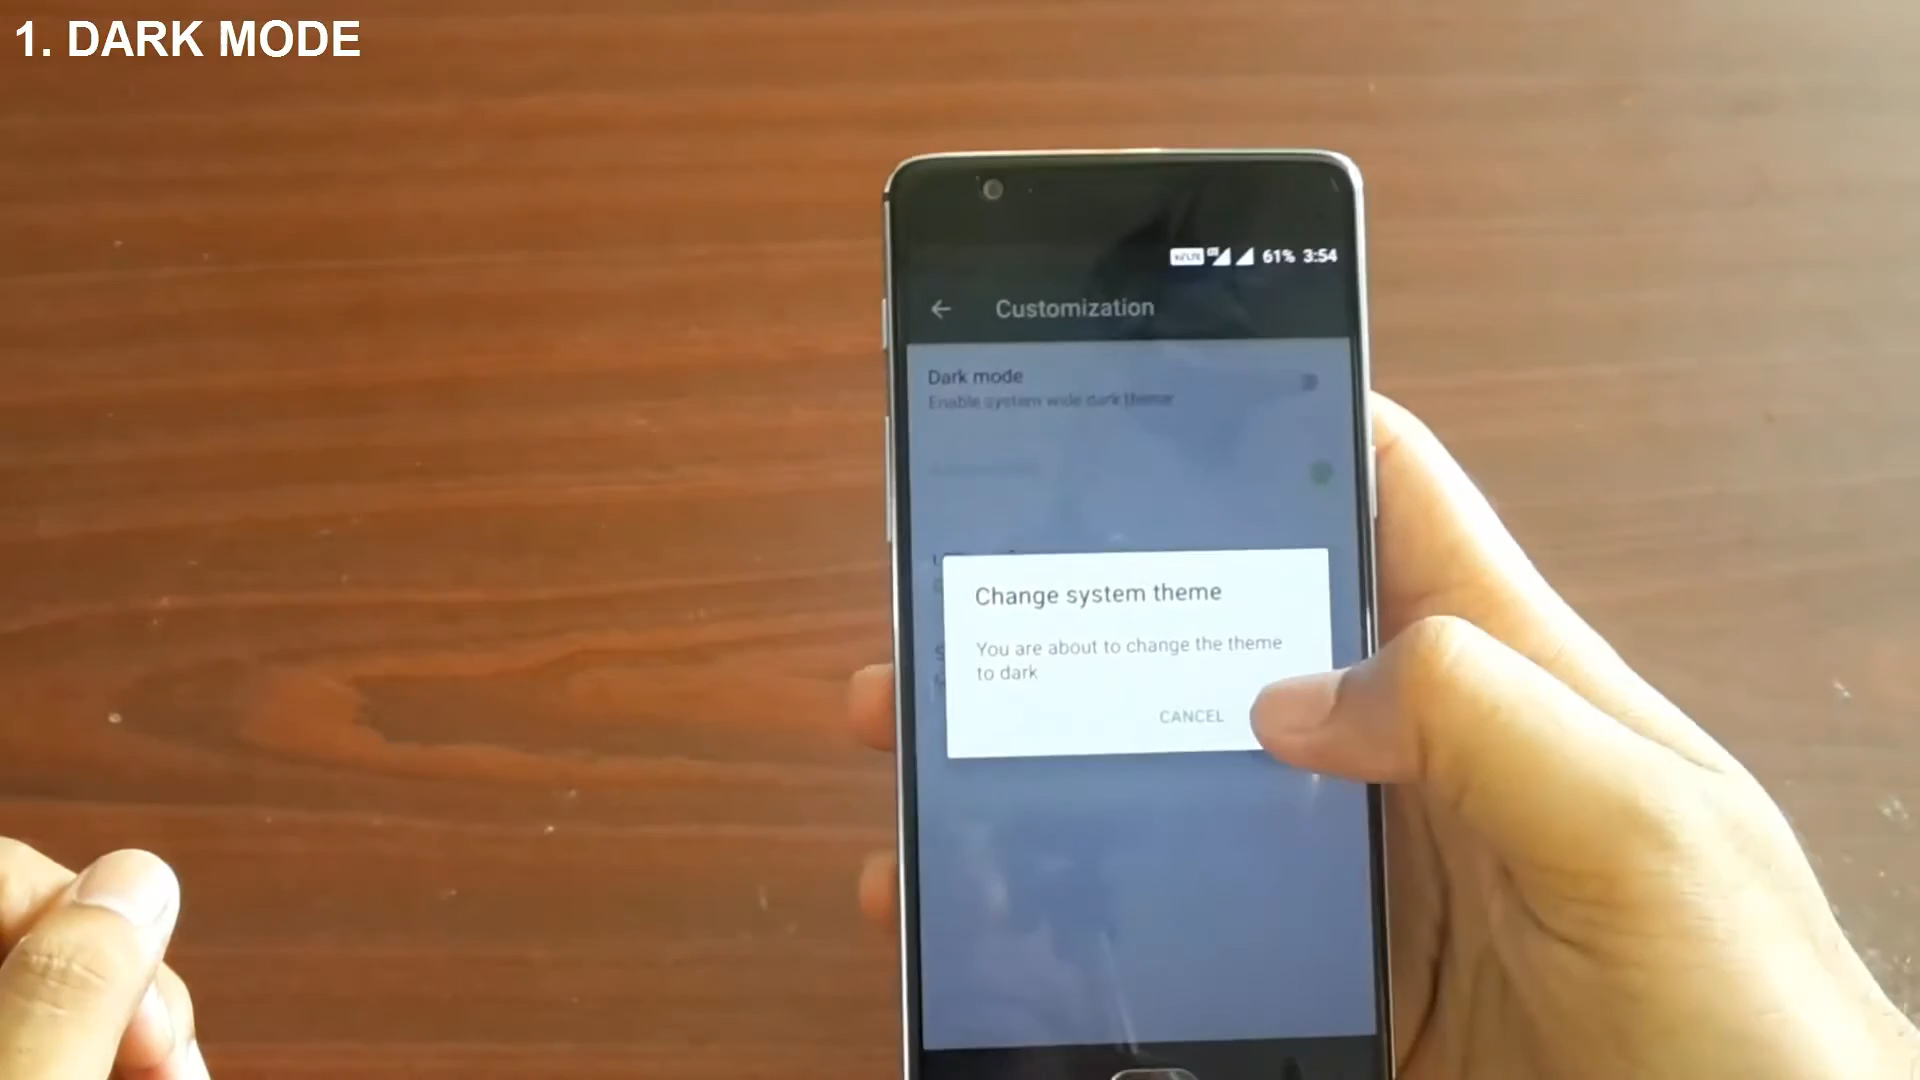 1. DARK MODE
61% 3:54
Customization
Dark mode
Enable system wide dark theme
Change system theme
You are about to change the theme
to dark
CANCEL